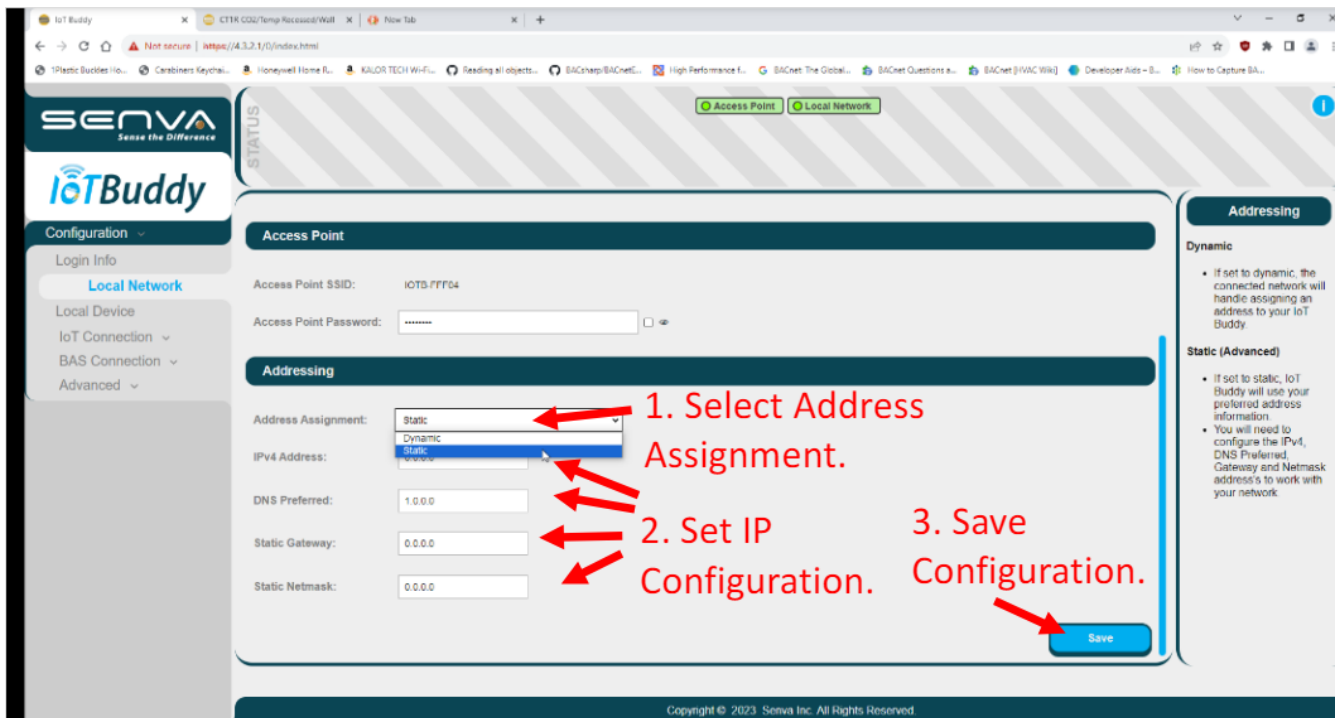 IoT Buddy
CTTR CO2/Temp Recessed/Wall
New Tab
Not secure | https://4.3.2.1/0/index.html
1Plastic Buckles Ho...
Carabiners Keychai...
Honeywell Home R...
KALOR TECH Wi-Fi...
Reading all objects...
BACsharp/BACnetE...
High Performance f...
BACnet The Global...
BACnet Questions a...
BACnet [HVAC Wiki]
Developer Aids – B...
How to Capture BA...
SENVA
Sense the Difference
IoTBuddy
STATUS
Access Point
Local Network
i
Configuration
Login Info
Local Network
Local Device
IoT Connection
BAS Connection
Advanced
Access Point
Access Point SSID:
Access Point Password:
Addressing
Address Assignment: Static
Dynamic
Static
IPv4 Address:
DNS Preferred: 1.0.0.0
Static Gateway: 0.0.0.0
Static Netmask: 0.0.0.0
1. Select Address
Assignment.
2. Set IP
Configuration.
3. Save
Configuration.
Save
Addressing
Dynamic
If set to dynamic, the
connected network will
handle assigning an
address to your IoT
Buddy.
Static (Advanced)
If set to static, IoT
Buddy will use your
preferred address
information.
You will need to
configure the IPv4,
DNS Preferred,
Gateway and Netmask
address's to work with
your network
Copyright © 2023 Senva Inc. All Rights Reserved.